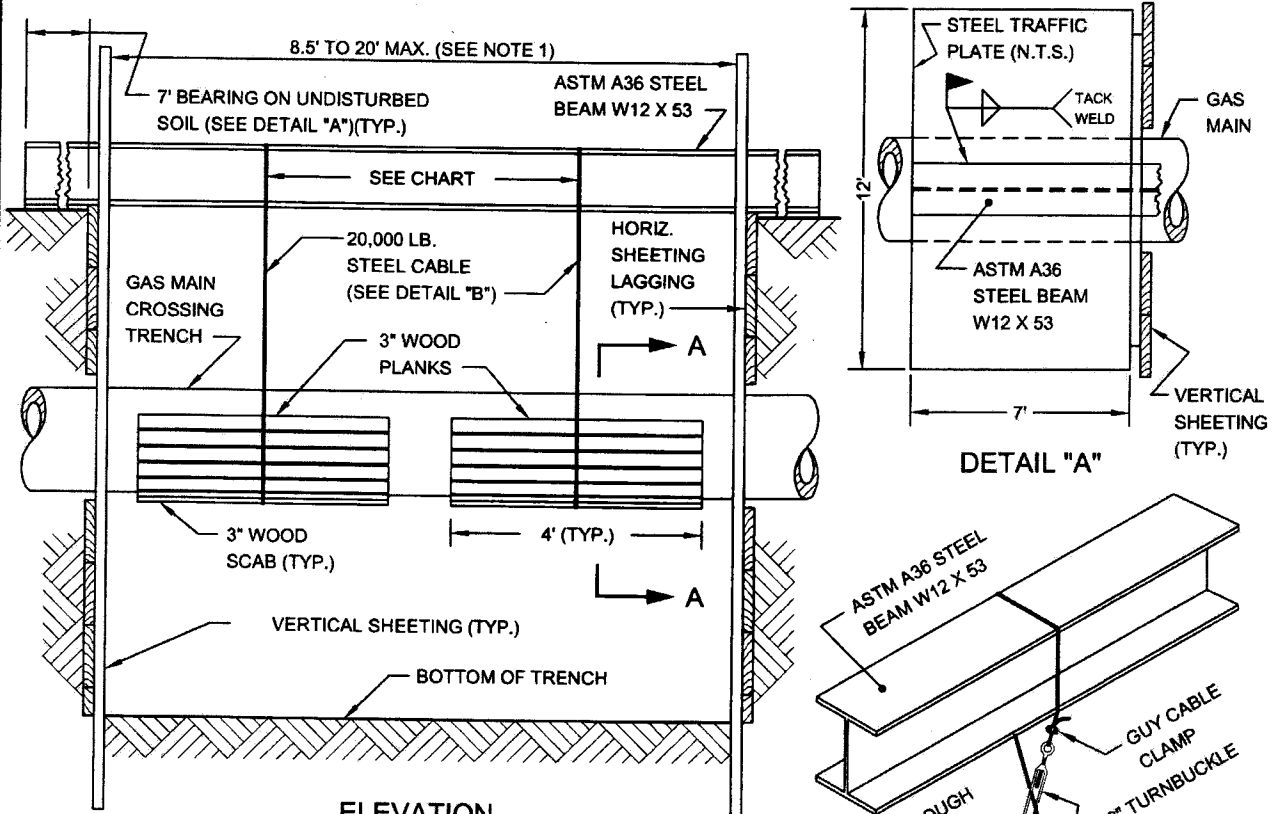 8.5' TO 20' MAX. (SEE NOTE 1)
7' BEARING ON UNDISTURBED
SOIL (SEE DETAIL "A")(TYP.)
ASTM A36 STEEL
BEAM W12 X 53
SEE CHART
20,000 LB.
STEEL CABLE
(SEE DETAIL "B")
HORIZ.
SHEETING
LAGGING
(TYP.)
GAS MAIN
CROSSING
TRENCH
3" WOOD
PLANKS
A
3" WOOD
SCAB (TYP.)
4' (TYP.)
A
VERTICAL SHEETING (TYP.)
BOTTOM OF TRENCH
ELEVATION
STEEL TRAFFIC
PLATE (N.T.S.)
TACK
WELD
GAS
MAIN
12'
ASTM A36
STEEL BEAM
W12 X 53
7'
VERTICAL
SHEETING
(TYP.)
DETAIL "A"
ASTM A36 STEEL
BEAM W12 X 53
GUY CABLE
CLAMP
TURNBUCKLE